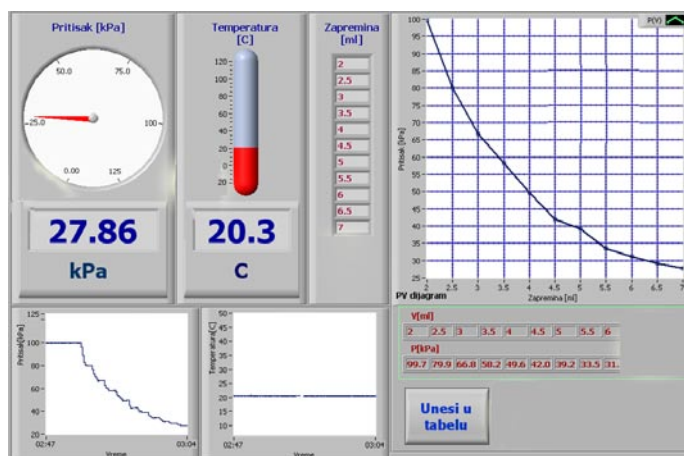 Pritisak [kPa]
50.0 75.0
25.0 100
0.00 125
27.86
kPa
Temperatura
[C]
120
100
80
60
40
20
0
20
20.3
C
Zapremina
[ml]
2
2.5
3
3.5
4
4.5
5
5.5
6
6.5
7
P(V)
Pritisak [kPa]
100
95
90
85
80
75
70
65
60
55
50
45
40
35
30
25
2 2.5 3 3.5 4 4.5 5 5.5 6 6.5 7
Zapremina [ml]
PV dijagram
V[ml]
2 2.5 3 3.5 4 4.5 5 5.5 6
P[kPa]
99.7 79.9 66.8 58.2 49.6 42.0 39.2 33.5 31.
Unesi u
tabelu
Pritisak[kPa]
125
100
80
60
40
20
02:47 03:04
Vreme
Temperatura[C]
50
45
40
35
30
25
20
15
10
5
0
02:47 03:04
Vreme